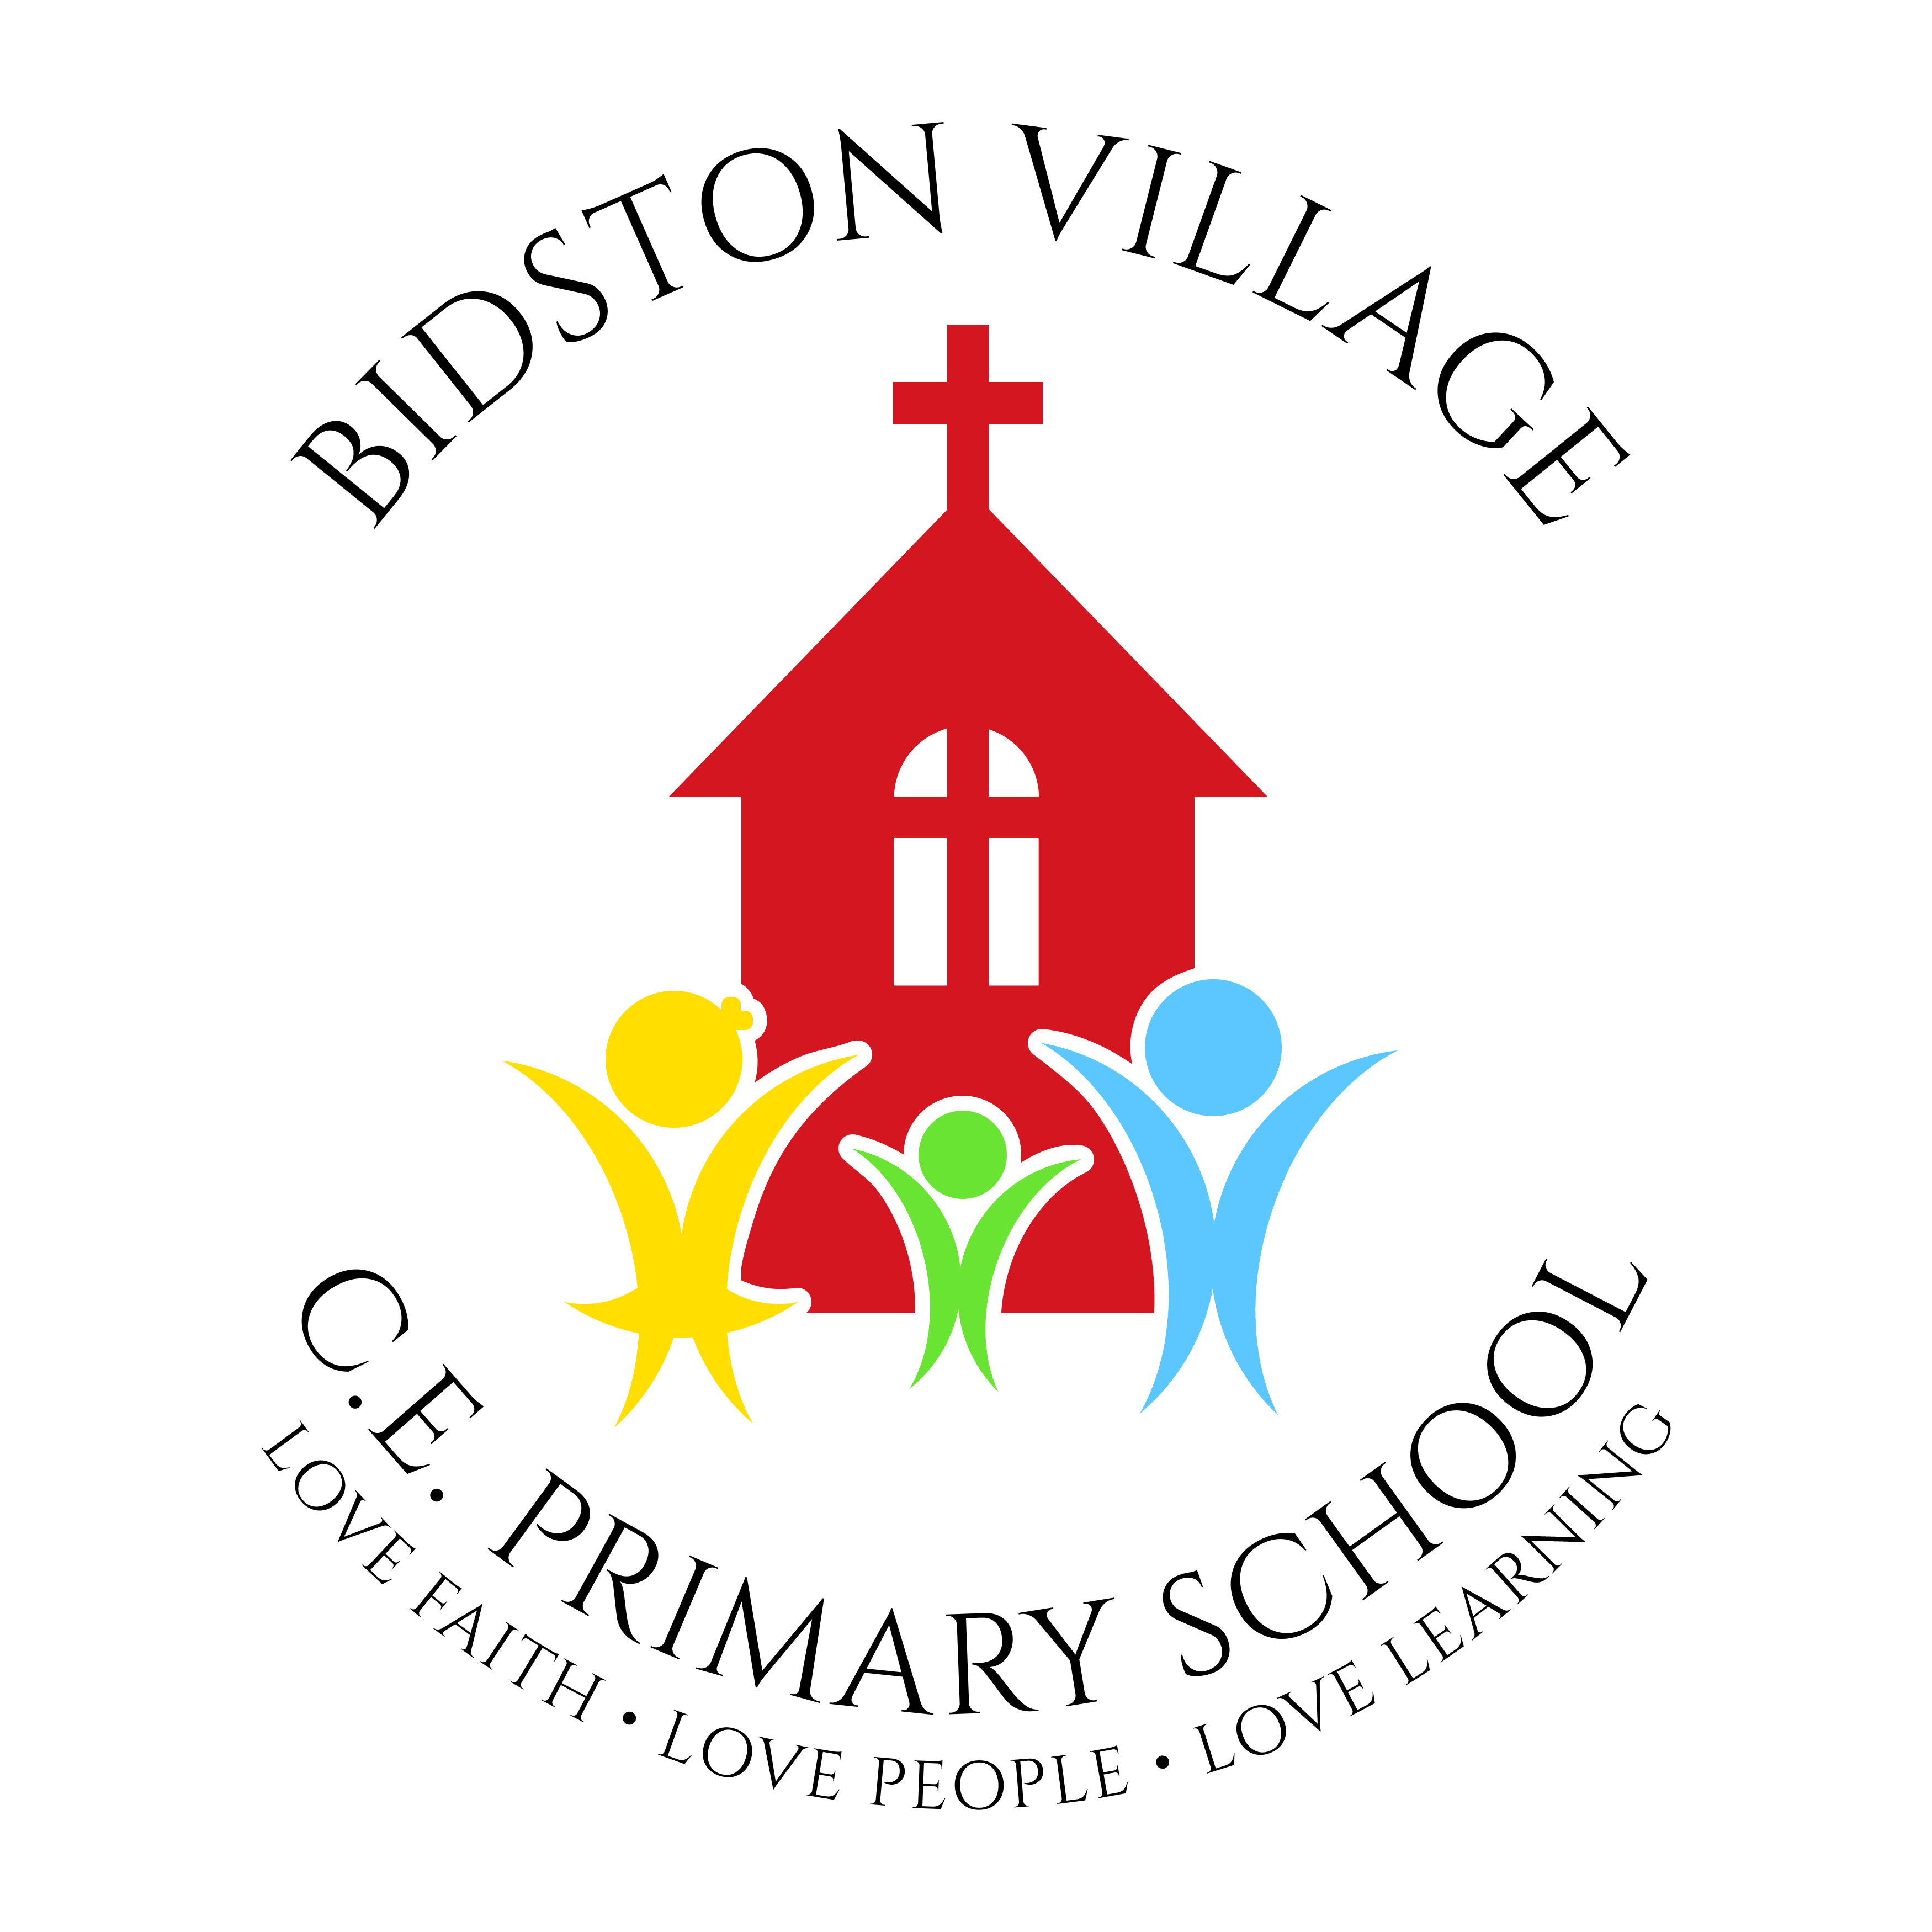 BIDSTON VILLAGE
C.E. PRIMARY SCHOOL
LOVE FAITH • LOVE PEOPLE • LOVE LEARNING